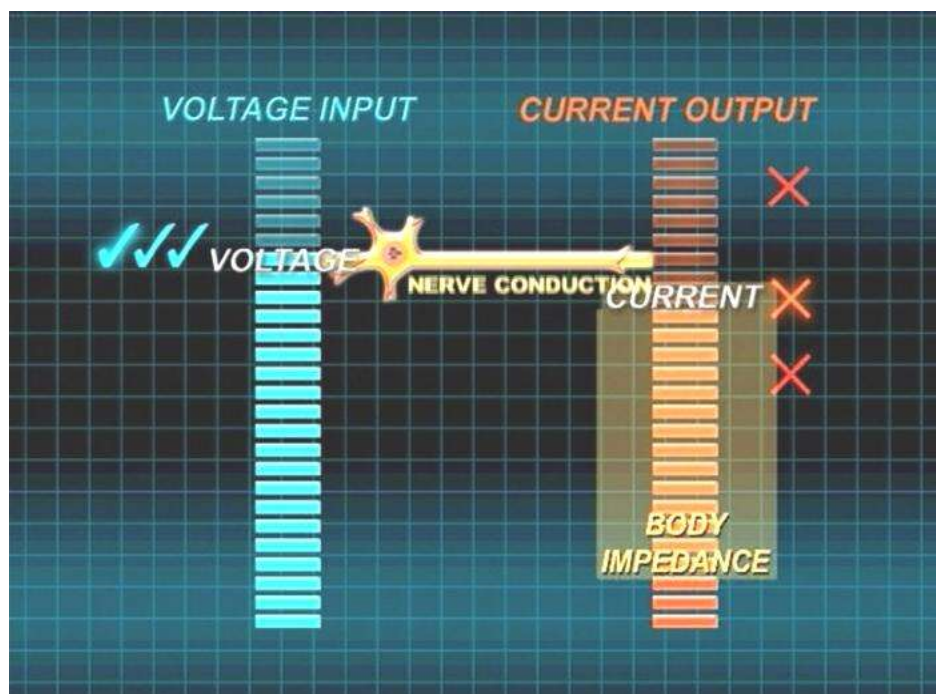 VOLTAGE INPUT
CURRENT OUTPUT
VOLTAGE
NERVE CONDUCTION
CURRENT
BODY
IMPEDANCE